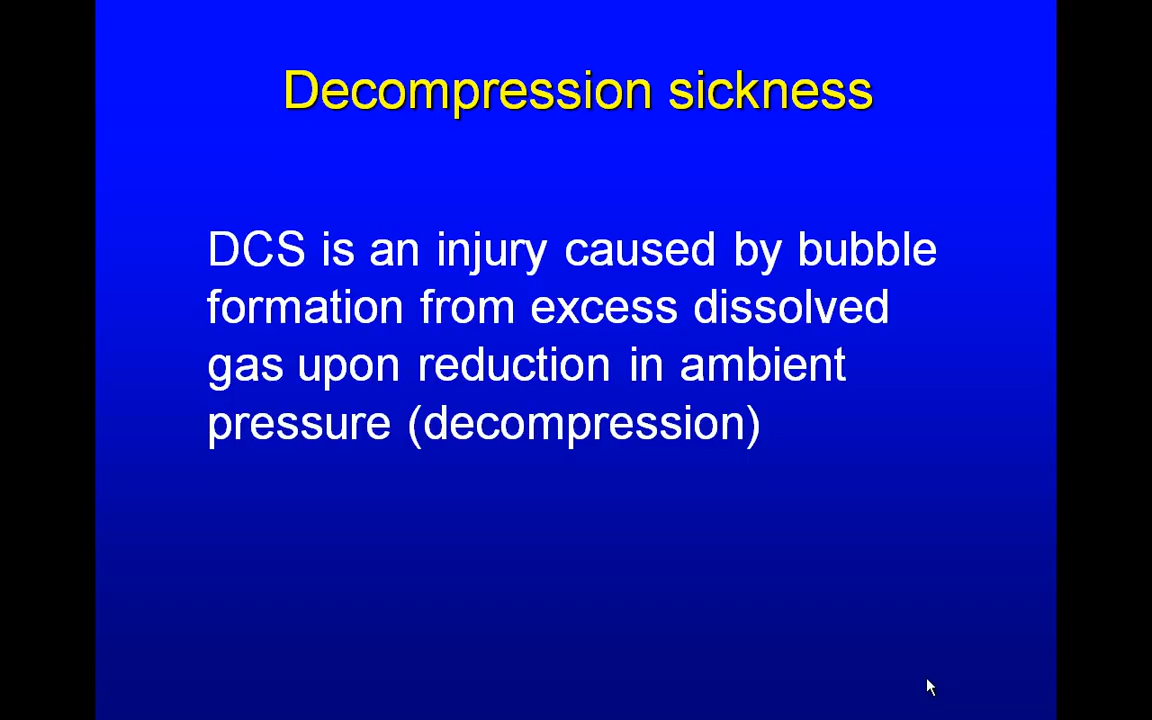 Decompression sickness
DCS is an injury caused by bubble
formation from excess dissolved
gas upon reduction in ambient
pressure (decompression)